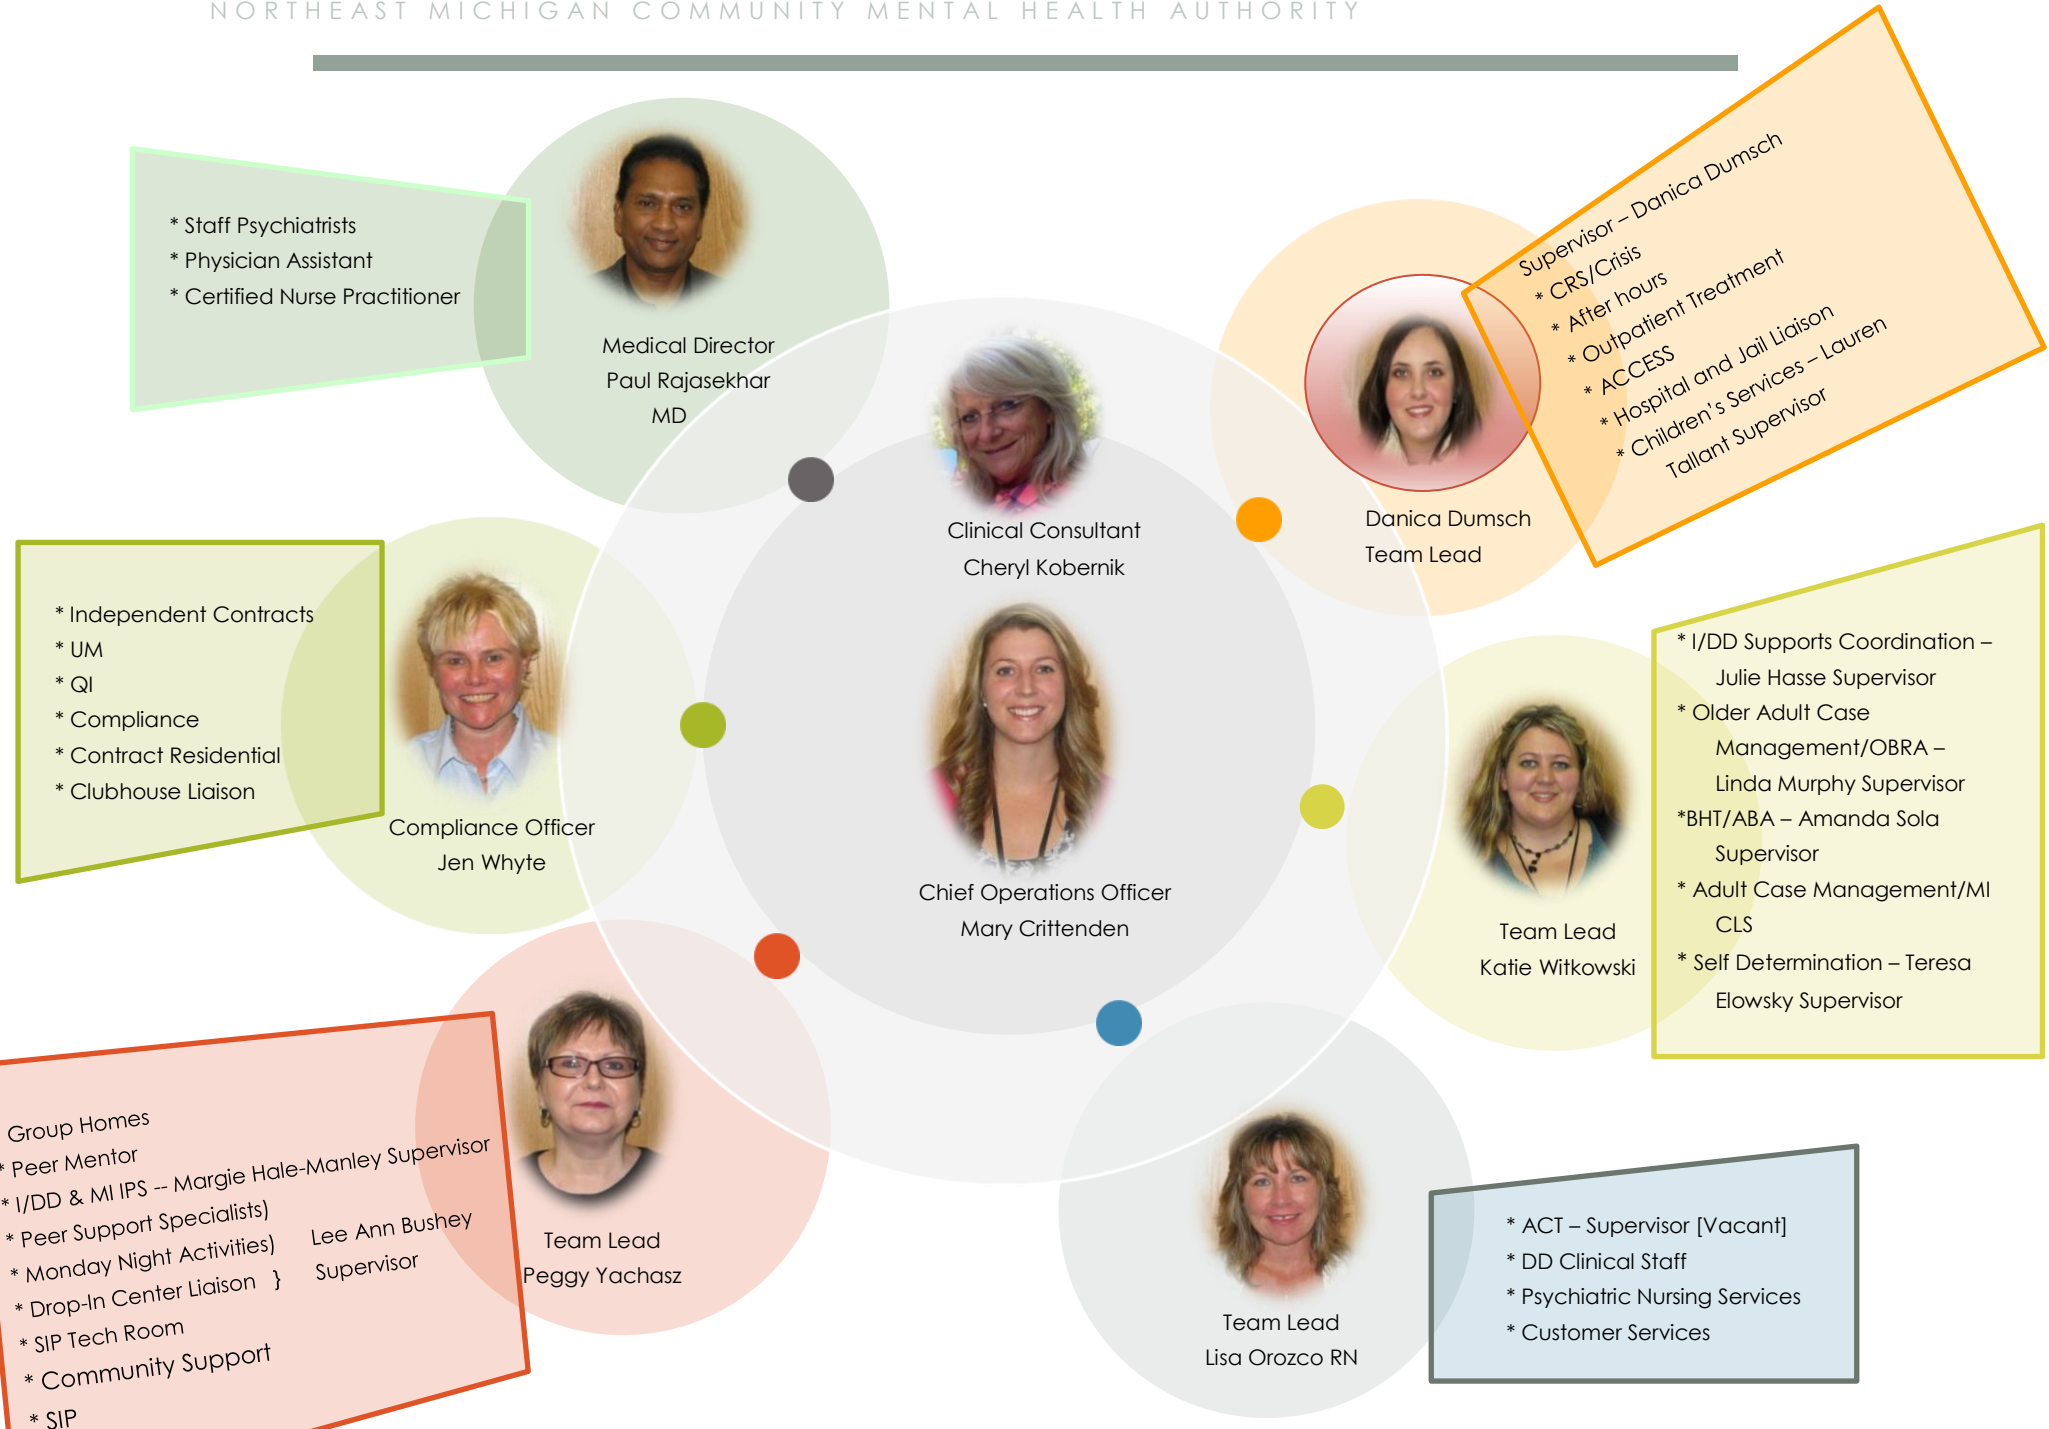 NORTHEAST MICHIGAN COMMUNITY MENTAL HEALTH AUTHORITY
* Staff Psychiatrists
* Physician Assistant
* Certified Nurse Practitioner
Medical Director
Paul Rajasekhar
MD
Clinical Consultant
Cheryl Kobernik
Chief Operations Officer
Mary Crittenden
Danica Dumsch
Team Lead
Supervisor – Danica Dumsch
* CRS/Crisis
* After hours
* Outpatient Treatment
* ACCESS
* Hospital and Jail Liaison
* Children's Services – Lauren
Tallant Supervisor
* Independent Contracts
* UM
* QI
* Compliance
* Contract Residential
* Clubhouse Liaison
Compliance Officer
Jen Whyte
Team Lead
Katie Witkowski
* I/DD Supports Coordination –
Julie Hasse Supervisor
* Older Adult Case
Management/OBRA –
Linda Murphy Supervisor
*BHT/ABA – Amanda Sola
Supervisor
* Adult Case Management/MI
CLS
* Self Determination – Teresa
Elowsky Supervisor
Group Homes
* Peer Mentor
* I/DD & MI IPS -- Margie Hale-Manley Supervisor
* Peer Support Specialists)
* Monday Night Activities) Lee Ann Bushey
* Drop-In Center Liaison } Supervisor
* SIP Tech Room
* Community Support
* SIP
Team Lead
Peggy Yachasz
Team Lead
Lisa Orozco RN
* ACT – Supervisor [Vacant]
* DD Clinical Staff
* Psychiatric Nursing Services
* Customer Services